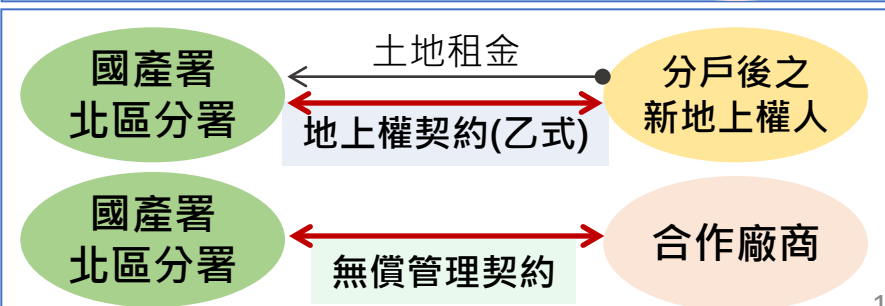 土地租金
國產署
北區分署
分戶後之
新地上權人
地上權契約(乙式)
國產署
北區分署
合作廠商
無償管理契約